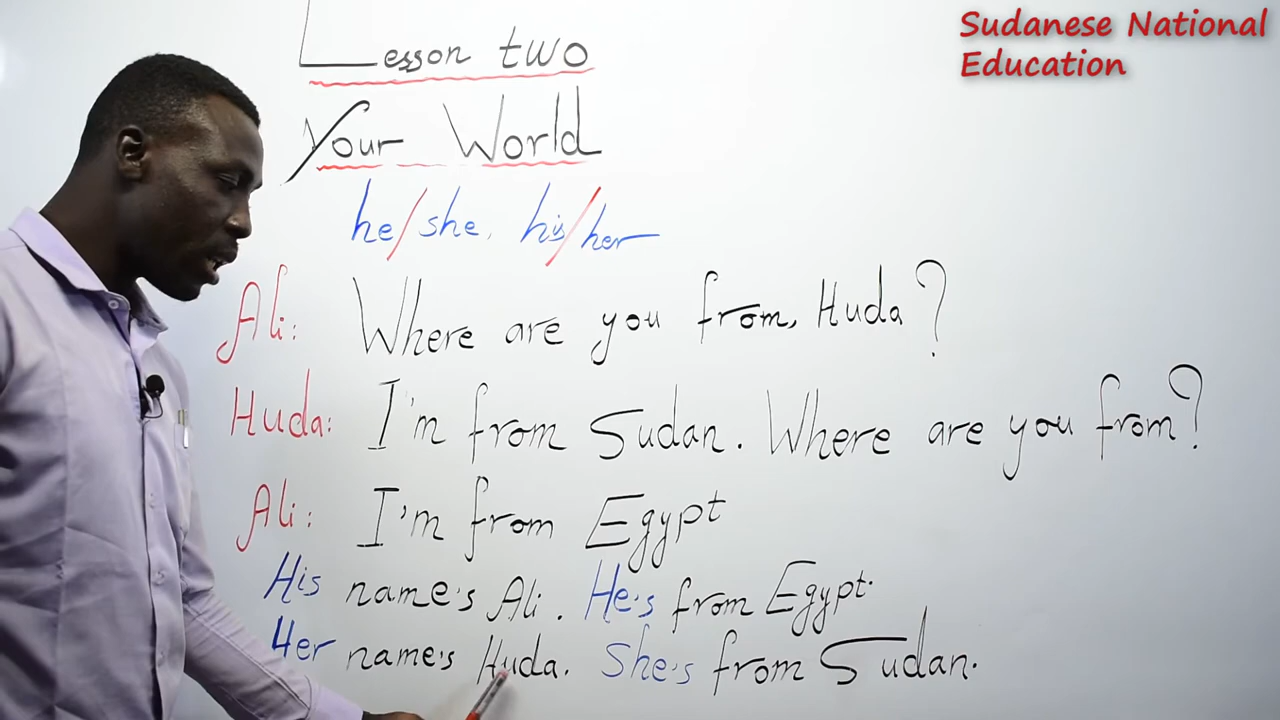 Sudanese National
Education
Lesson two
Your World
he/she, his/her
Ali: Where are you from, Huda?
Huda: I'm from Sudan. Where are you from?
Ali: I'm from Egypt
His name's Ali. He's from Egypt.
Her name's Huda. She's from Sudan.